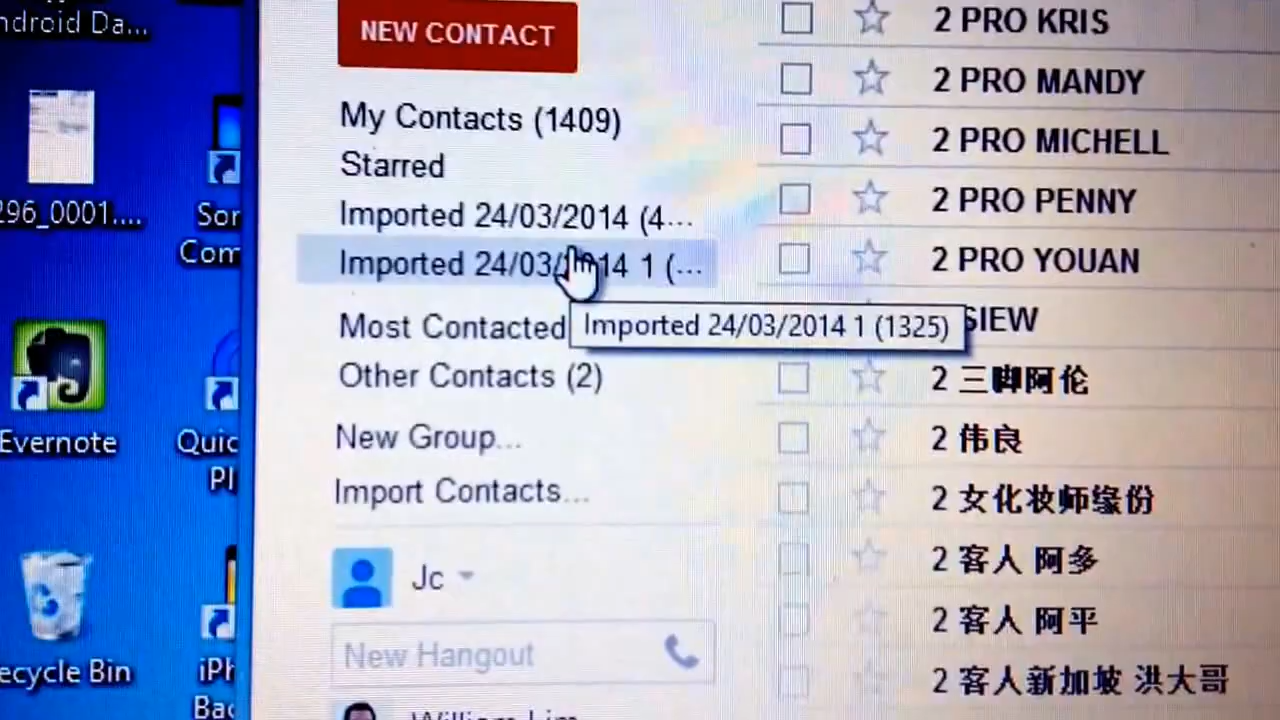 ndroid Da...
296_0001....
Sor
Com
Evernote
Quic
Pl
ecycle Bin
iPh
Bac
NEW CONTACT
My Contacts (1409)
Starred
Imported 24/03/2014 (4...
Imported 24/03/2014 1 (...
Imported 24/03/2014 1 (1325)
Most Contacted
Other Contacts (2)
New Group...
Import Contacts...
Jc
New Hangout
William Lim
2 PRO KRIS
2 PRO MANDY
2 PRO MICHELL
2 PRO PENNY
2 PRO YOUAN
SIEW
2 三脚阿伦
2 伟良
2 女化妆师缘份
2 客人 阿多
2 客人 阿平
2 客人新加坡 洪大哥